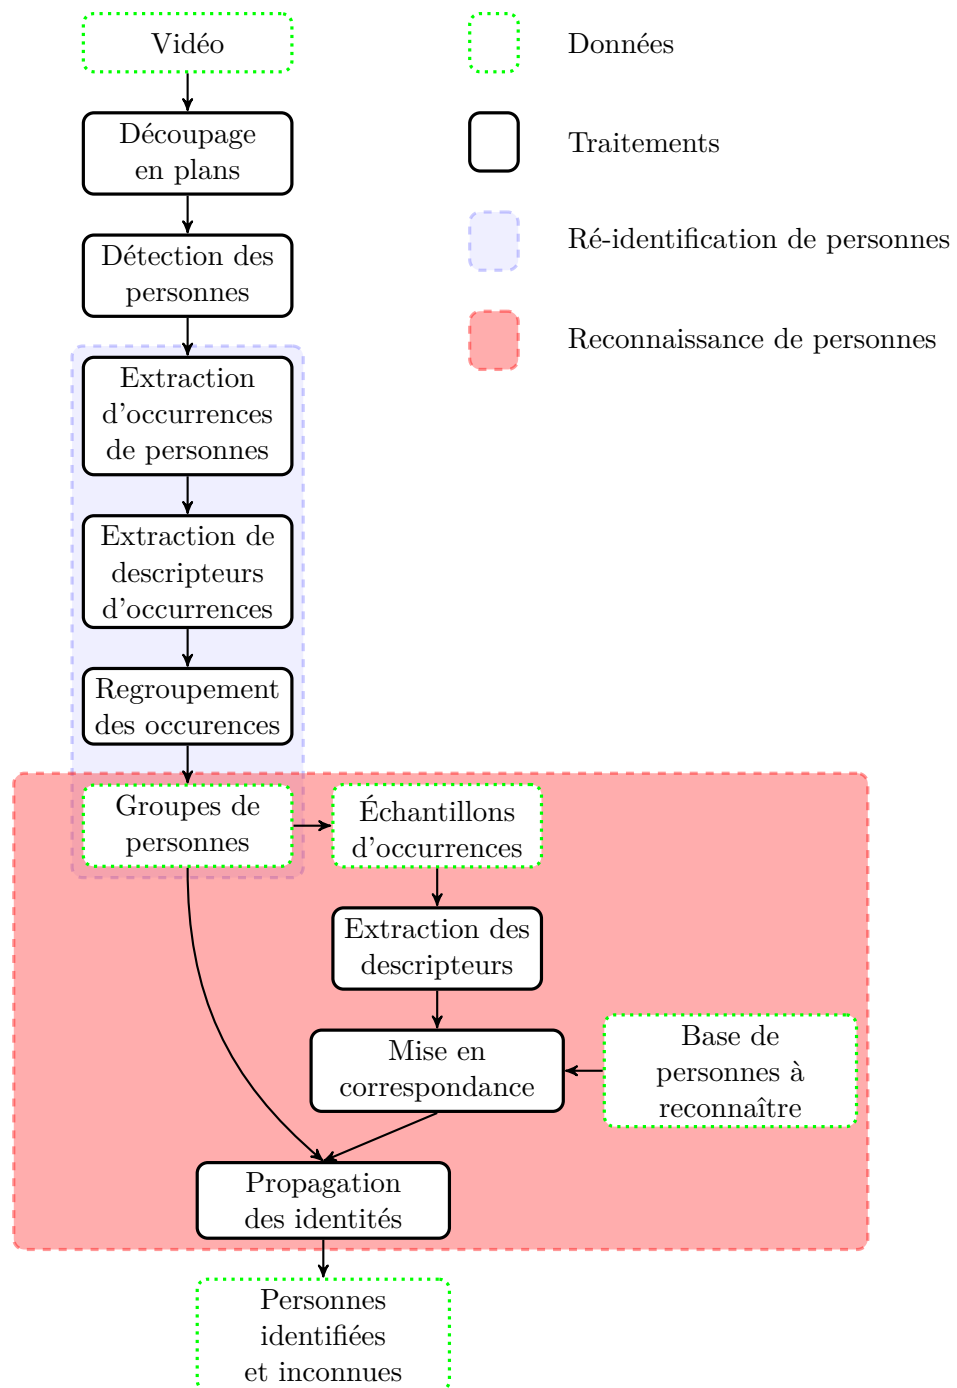 Vidéo
Données
Découpage
en plans
Traitements
Détection des
personnes
Ré-identification de personnes
Reconnaissance de personnes
Extraction
d'occurrences
de personnes
Extraction de
descripteurs
d'occurrences
Regroupement
des occurences
Groupes de
personnes
Échantillons
d'occurrences
Extraction des
descripteurs
Mise en
correspondance
Base de
personnes à
reconnaître
Propagation
des identités
Personnes
identifiées
et inconnues